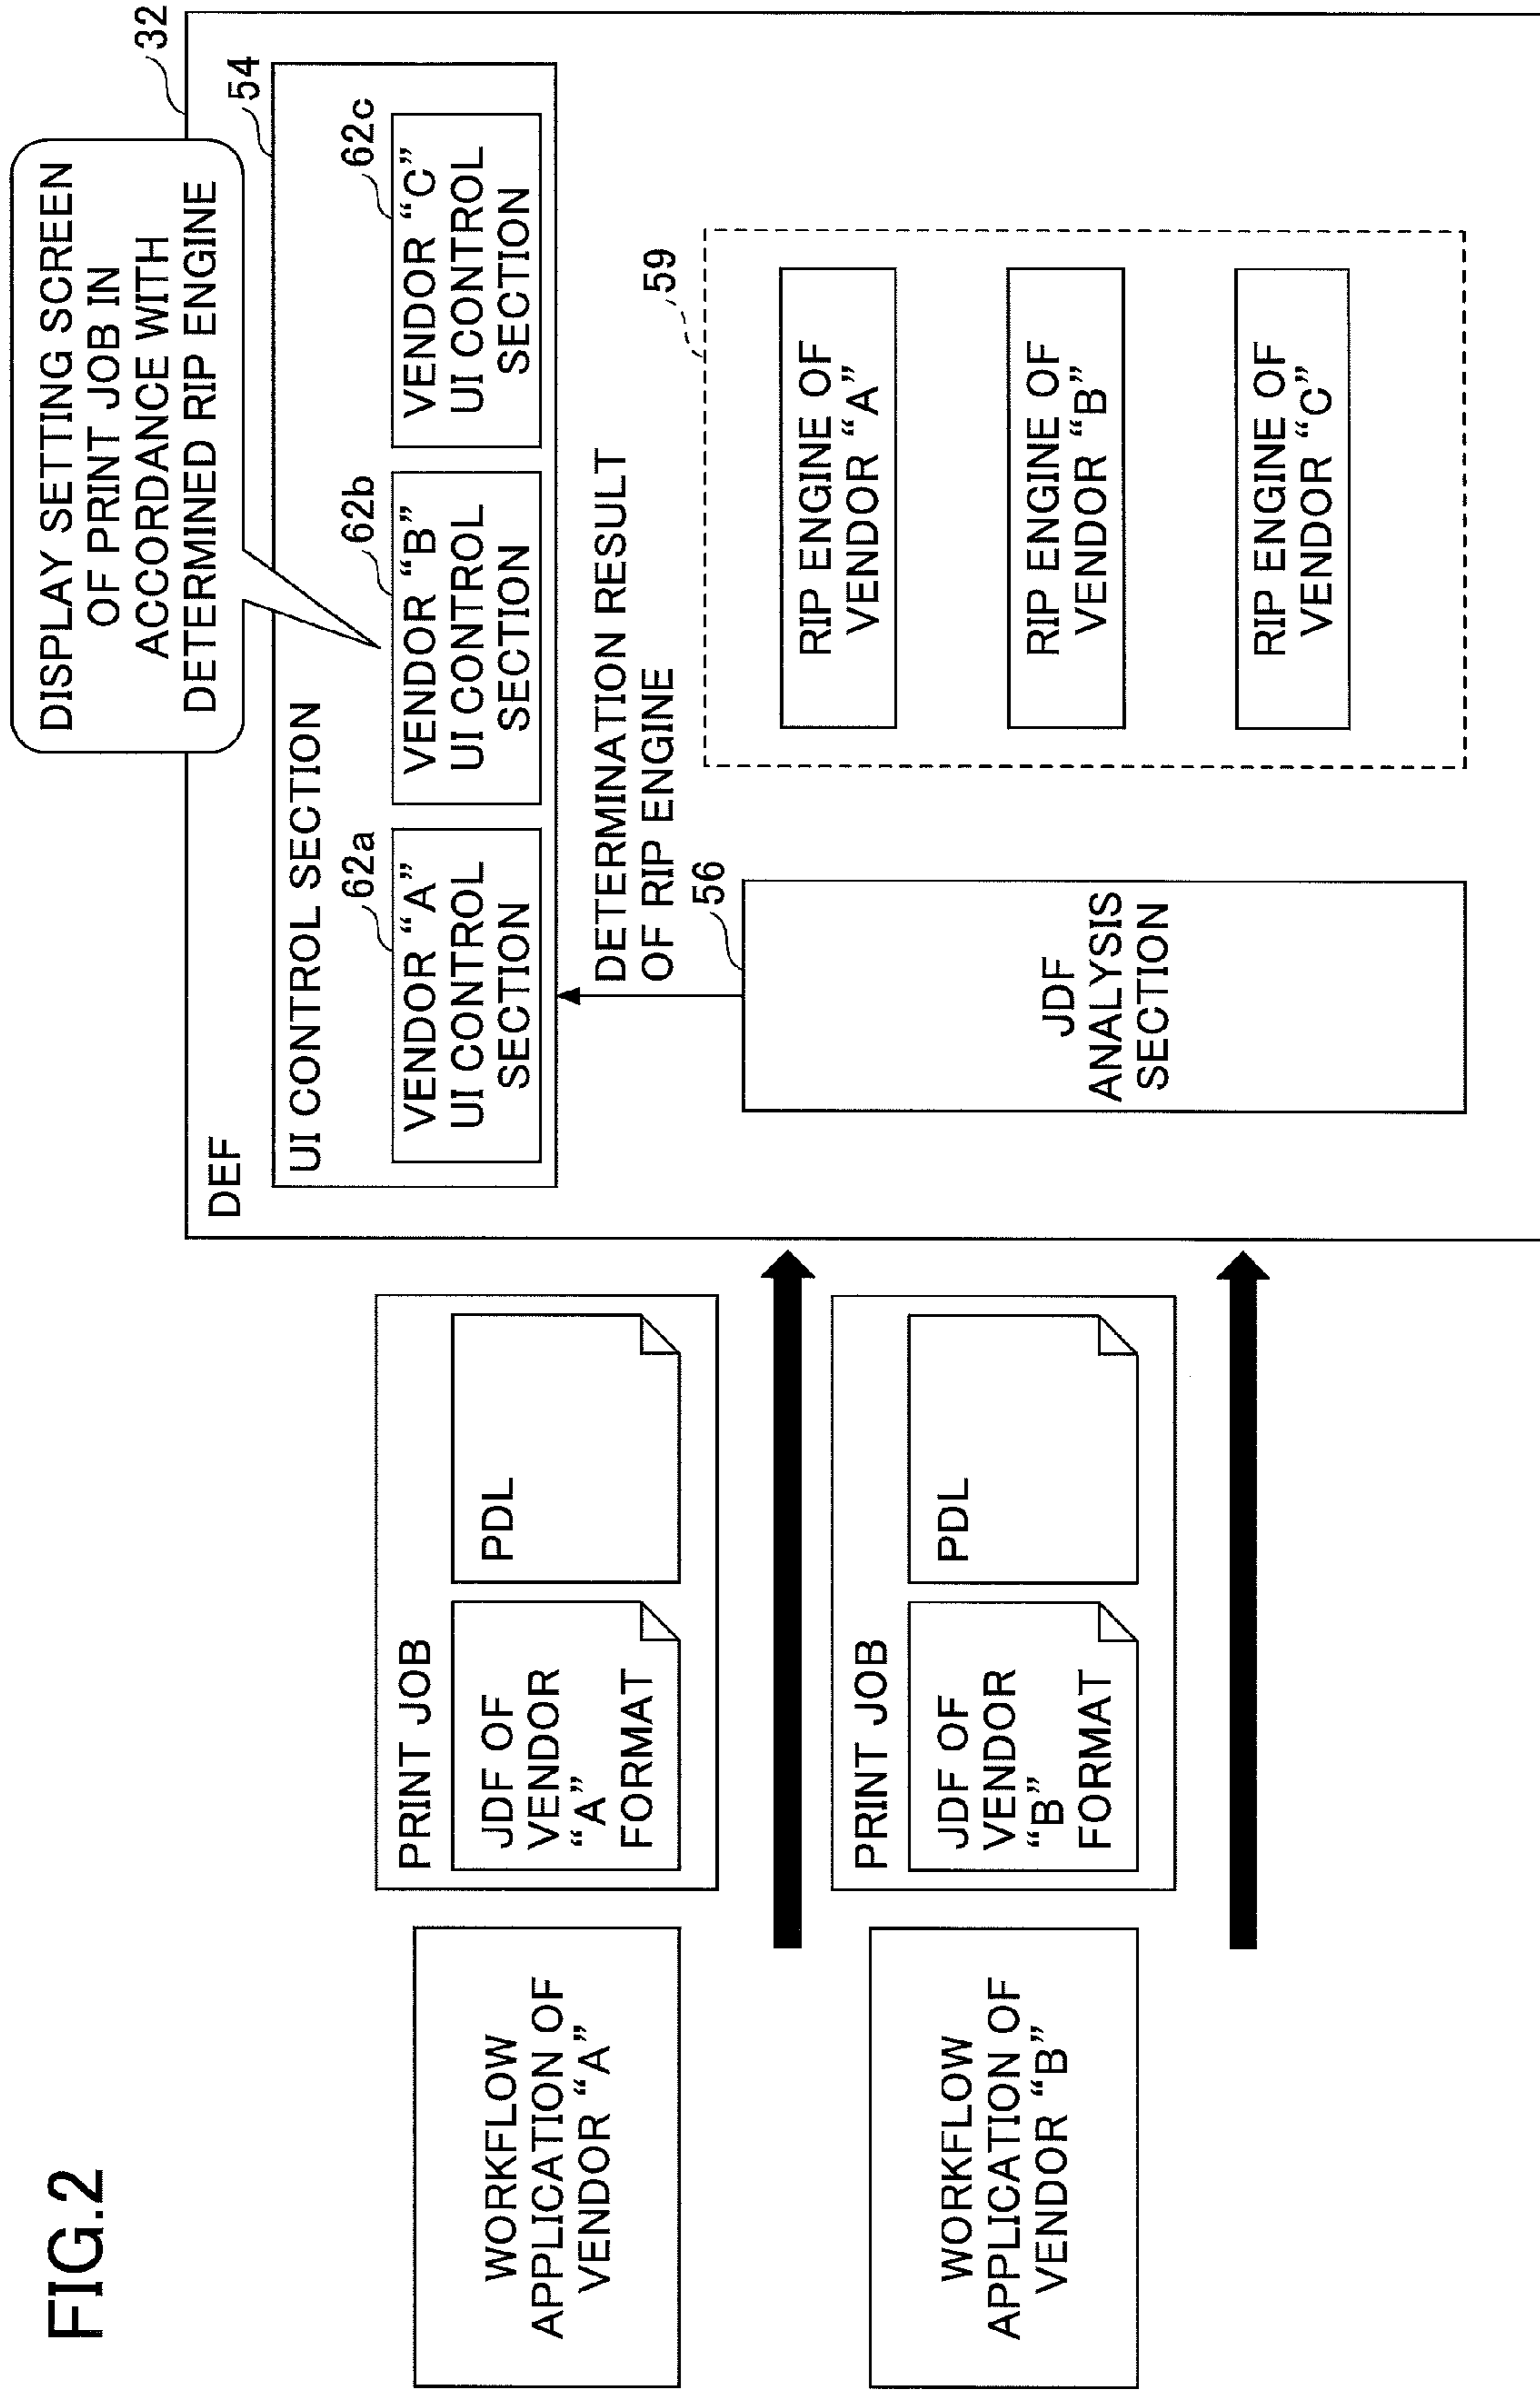 FIG.2
WORKFLOW
APPLICATION OF
VENDOR “A”
PRINT JOB
JDF OF
VENDOR
“A”
FORMAT
PDL
WORKFLOW
APPLICATION OF
VENDOR “B”
PRINT JOB
JDF OF
VENDOR
“B”
FORMAT
PDL
DISPLAY SETTING SCREEN
OF PRINT JOB IN
ACCORDANCE WITH
DETERMINED RIP ENGINE
32
DEF
54
UI CONTROL SECTION
62a
VENDOR “A”
UI CONTROL
SECTION
62b
VENDOR “B”
UI CONTROL
SECTION
62c
VENDOR “C”
UI CONTROL
SECTION
DETERMINATION RESULT
OF RIP ENGINE
56
JDF
ANALYSIS
SECTION
59
RIP ENGINE OF
VENDOR “A”
RIP ENGINE OF
VENDOR “B”
RIP ENGINE OF
VENDOR “C”